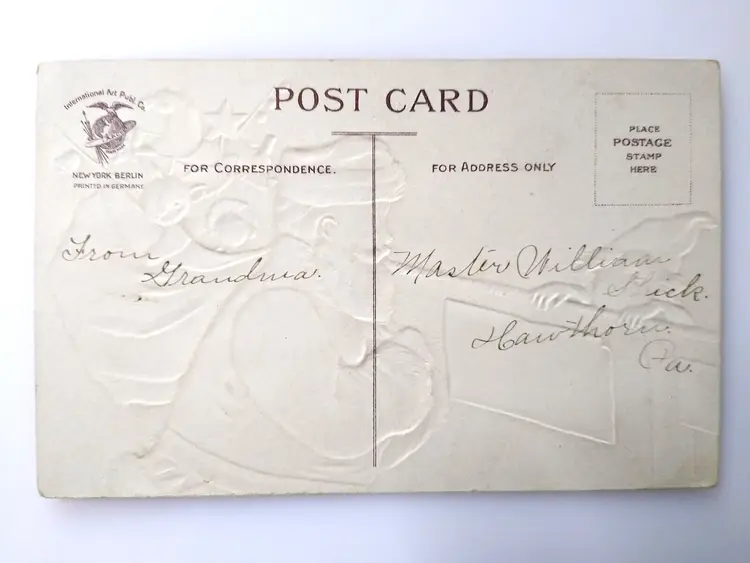 International Art Publ. Co.
NEW YORK BERLIN
PRINTED IN GERMANY
POST CARD
FOR CORRESPONDENCE.
FOR ADDRESS ONLY
PLACE
POSTAGE
STAMP
HERE
From
Grandma.
Master William
Hawthorn.
Pa.